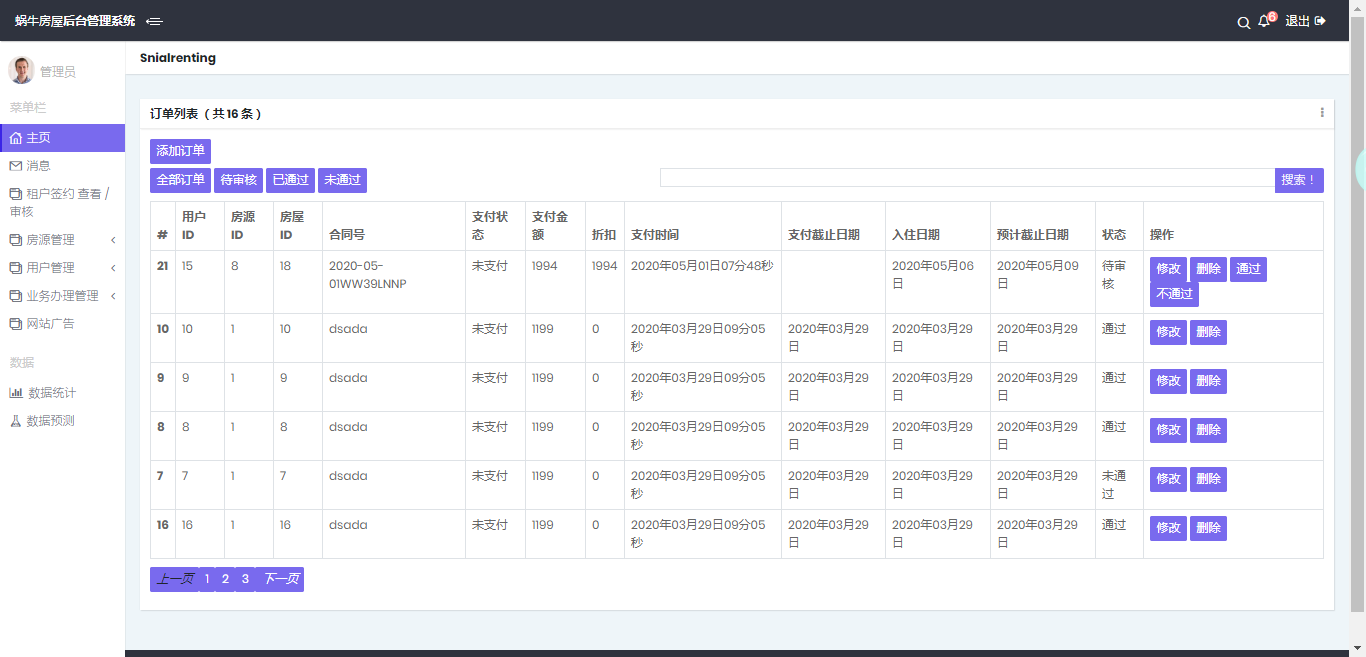 蜗牛房屋后台管理系统
6
退出
管理员
Snialrenting
菜单栏
主页
消息
租户签约 查看 /
审核
房源管理
用户管理
业务办理管理
网站广告
数据
数据统计
数据预测
订单列表 （ 共 16 条 ）
添加订单
全部订单 待审核 已通过 未通过
搜索！
# 用户ID 房源ID 房屋ID 合同号 支付状态 支付金额 折扣 支付时间 支付截止日期 入住日期 预计截止日期 状态 操作
21 15 8 18 2020-05-01WW39LNNP 未支付 1994 1994 2020年05月01日07分48秒 2020年05月06日 2020年05月09日 待审核 修改 删除 通过 不通过
10 10 1 10 dsada 未支付 1199 0 2020年03月29日09分05秒 2020年03月29日 2020年03月29日 2020年03月29日 通过 修改 删除
9 9 1 9 dsada 未支付 1199 0 2020年03月29日09分05秒 2020年03月29日 2020年03月29日 2020年03月29日 通过 修改 删除
8 8 1 8 dsada 未支付 1199 0 2020年03月29日09分05秒 2020年03月29日 2020年03月29日 2020年03月29日 通过 修改 删除
7 7 1 7 dsada 未支付 1199 0 2020年03月29日09分05秒 2020年03月29日 2020年03月29日 2020年03月29日 未通过 修改 删除
16 16 1 16 dsada 未支付 1199 0 2020年03月29日09分05秒 2020年03月29日 2020年03月29日 2020年03月29日 通过 修改 删除
上一页 1 2 3 下一页